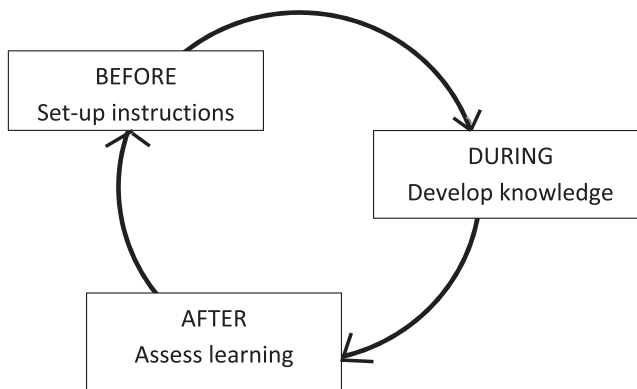 BEFORE
Set-up instructions
DURING
Develop knowledge
AFTER
Assess learning